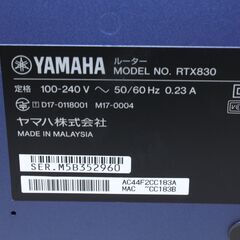 YAMAHA ルーター
MODEL NO. RTX830
定格 100-240 V ~ 50/60 Hz 0.23 A
D17-0118001 M17-0004
ヤマハ株式会社
MADE IN MALAYSIA
SER.M5B352960
AC44F2CC183A
MAC ~CC183B